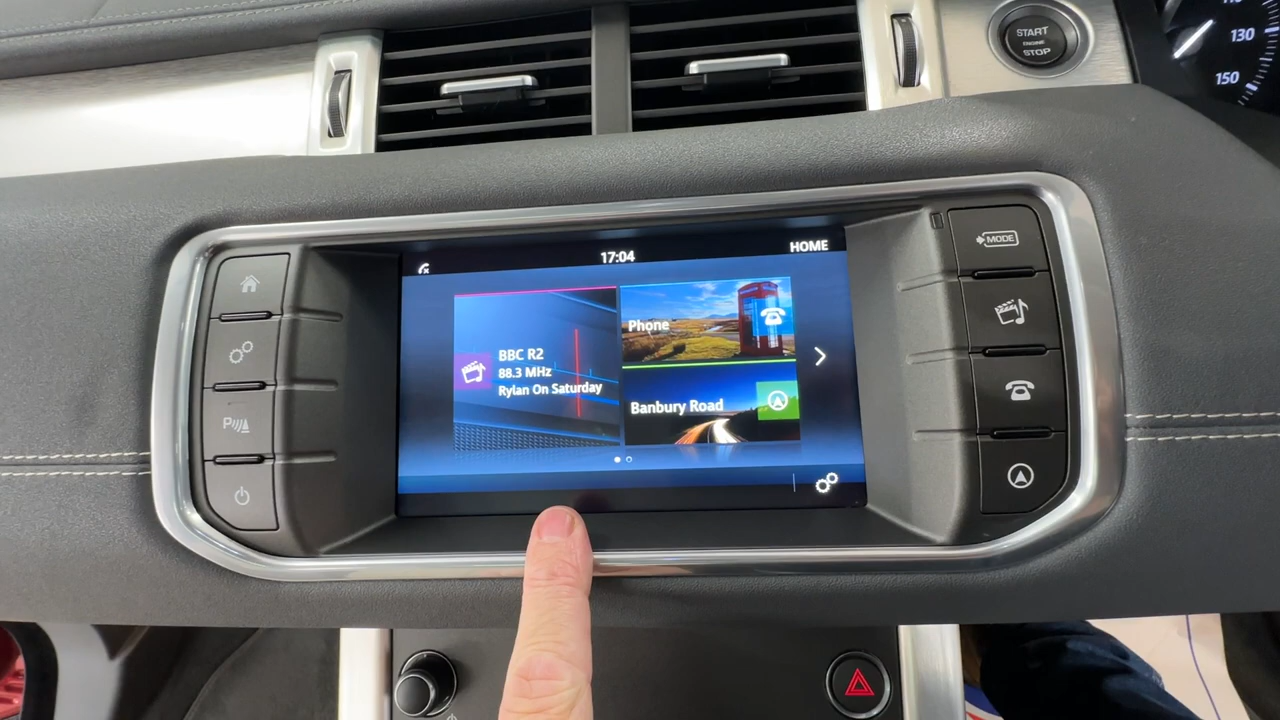 START
ENGINE
STOP
130
150
17:04
HOME
MODE
BBC R2
88.3 MHz
Rylan On Saturday
Phone
Banbury Road
P